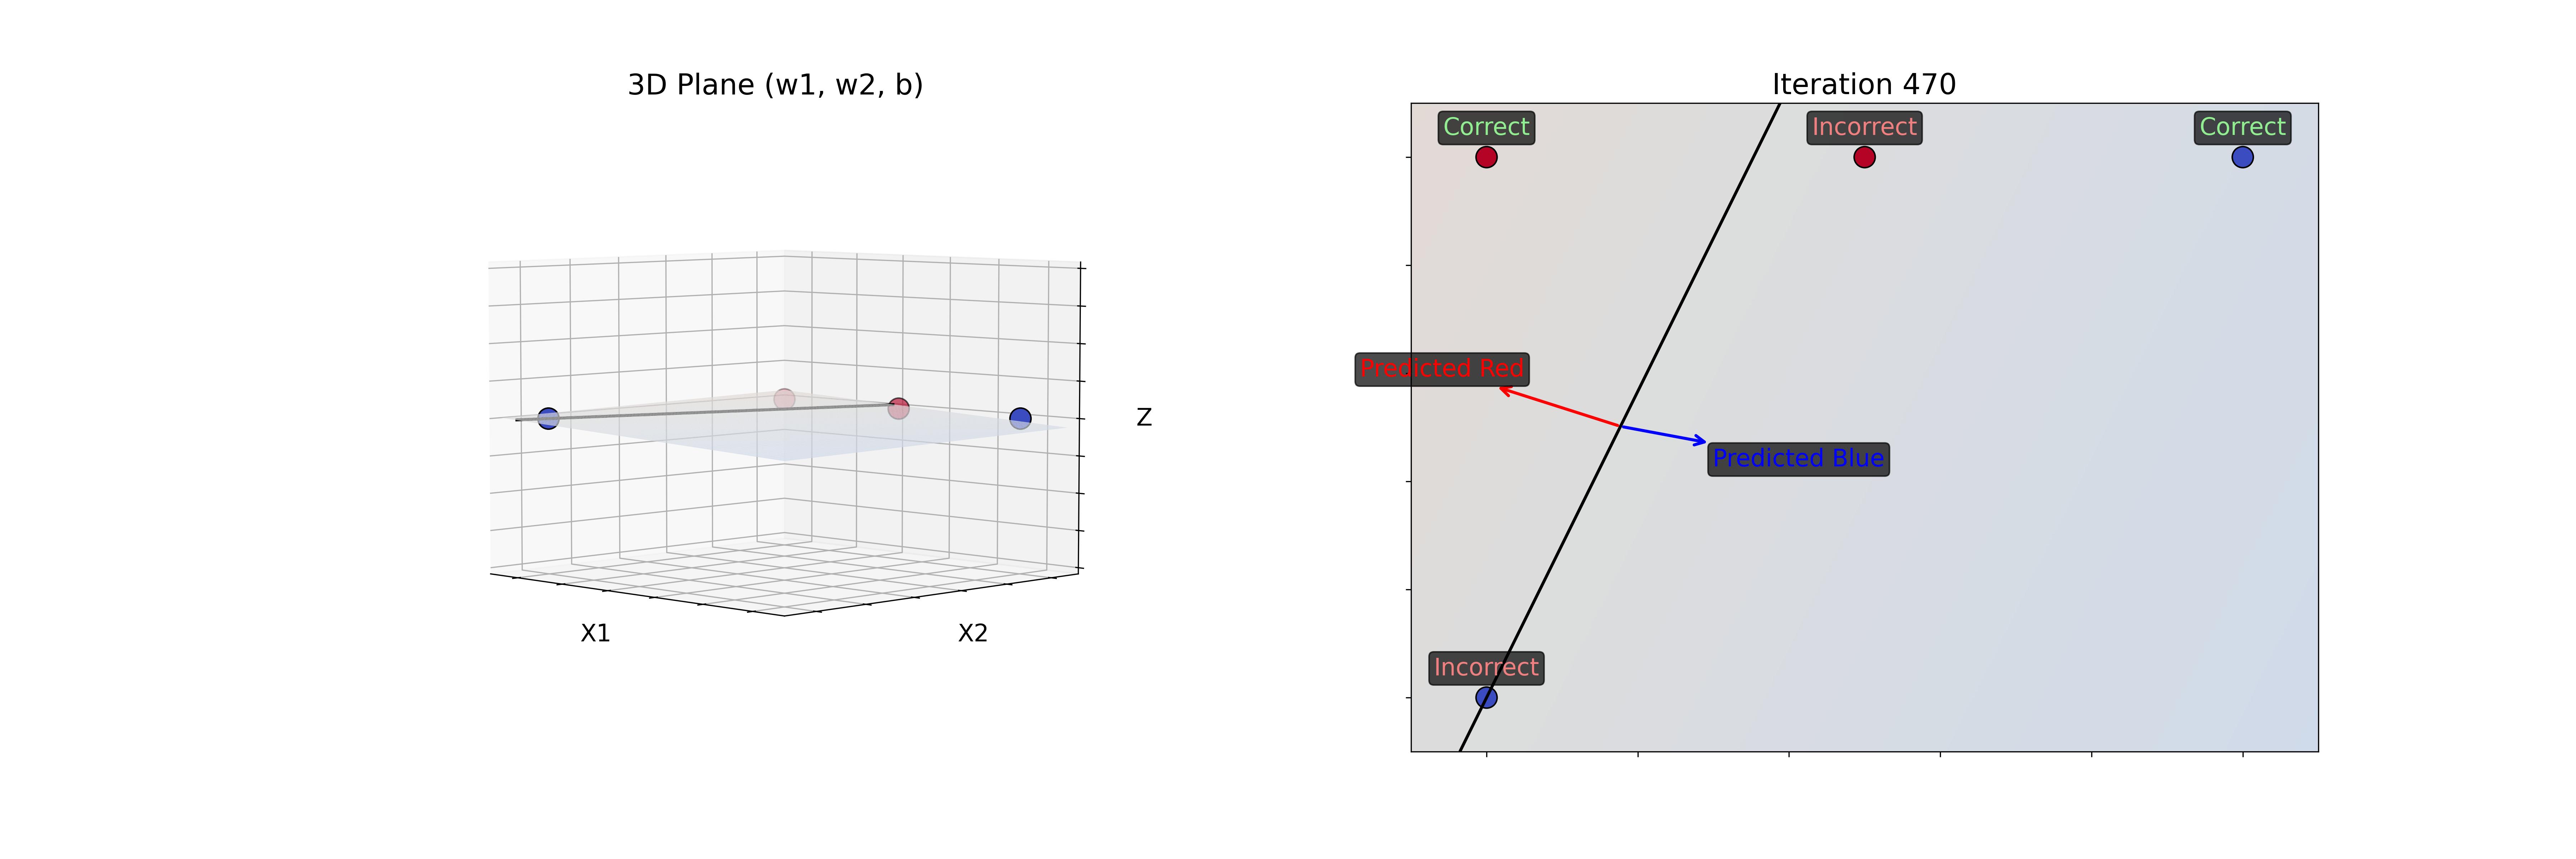 3D Plane (w1, w2, b)
Z
X1
X2
Iteration 470
Correct
Incorrect
Correct
Predicted Red
Predicted Blue
Incorrect